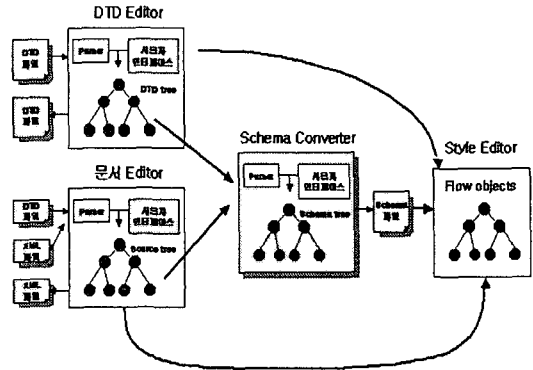 DTD Editor
DTD
파일
Parser
사용자
인터페이스
DTD
파일
DTD tree
문서 Editor
DTD
파일
Parser
사용자
인터페이스
XML
파일
Source tree
XML
파일
Schema Converter
Parser
사용자
인터페이스
Schema tree
Schema
파일
Style Editor
Flow objects